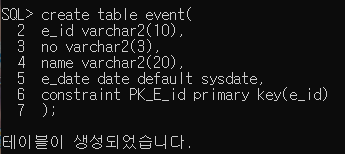 SQL> create table event(
  2  e_id varchar2(10),
  3  no varchar2(3),
  4  name varchar2(20),
  5  e_date date default sysdate,
  6  constraint PK_E_id primary key(e_id)
  7  );
테이블이 생성되었습니다.